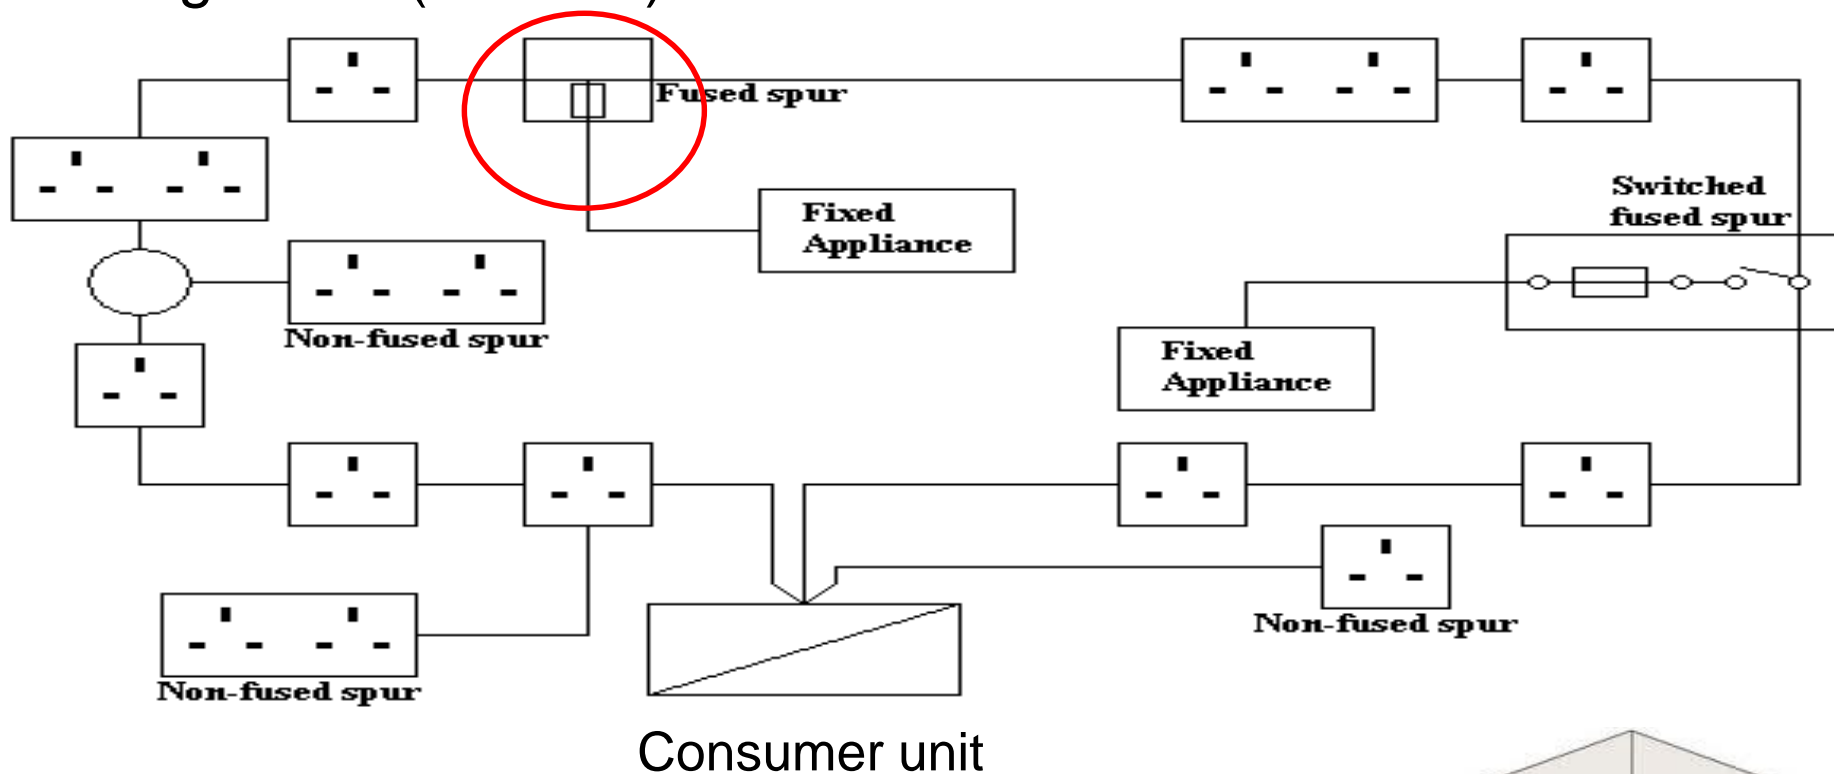 Fused spur
Switched
fused spur
Fixed
Appliance
Non-fused spur
Fixed
Appliance
Non-fused spur
Non-fused spur
Consumer unit